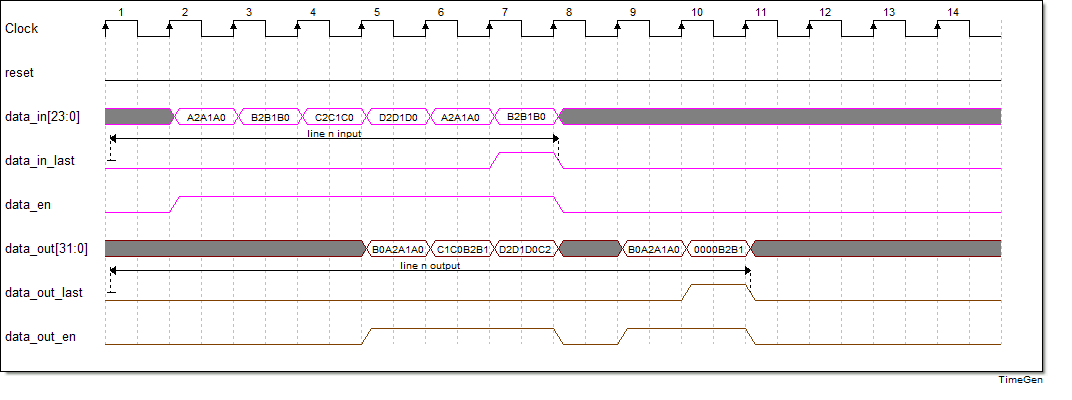 1 2 3 4 5 6 7 8 9 10 11 12 13 14
Clock
reset
data_in[23:0] A2A1A0 B2B1B0 C2C1C0 D2D1D0 A2A1A0 B2B1B0
line n input
data_in_last
data_en
data_out[31:0] B0A2A1A0 C1C0B2B1 D2D1D0C2 B0A2A1A0 0000B2B1
line n output
data_out_last
data_out_en
TimeGen